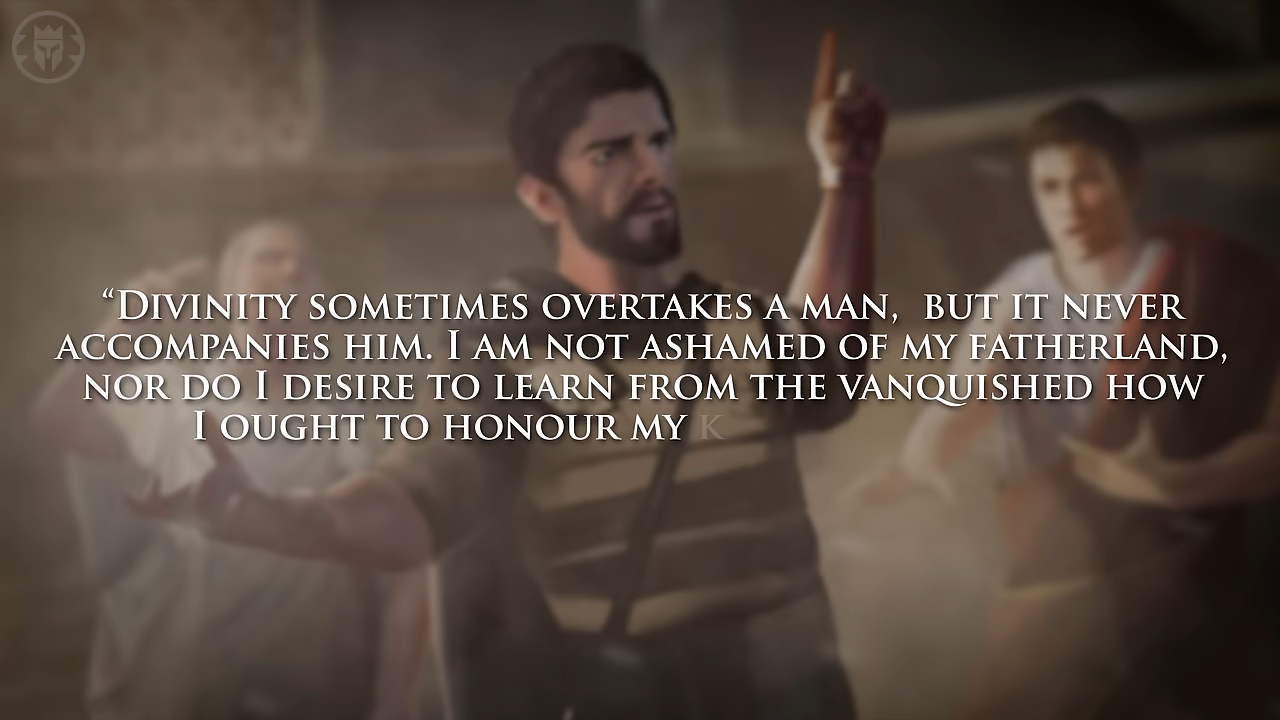 “Divinity sometimes overtakes a man, but it never
accompanies him. I am not ashamed of my fatherland,
nor do I desire to learn from the vanquished how
I ought to honour my k